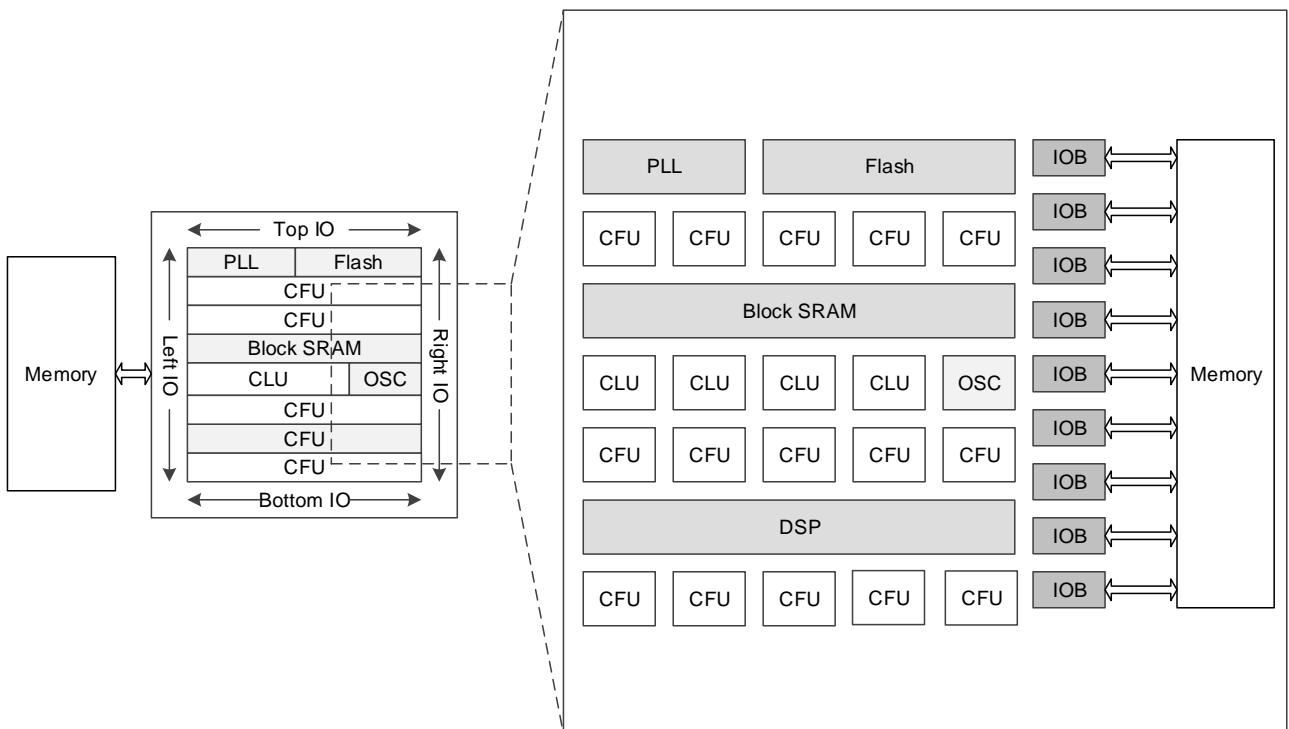 Memory
Top IO
Left IO
PLL Flash
CFU
CFU
Block SRAM
CLU OSC
CFU
CFU
CFU
Right IO
Bottom IO
PLL Flash IOB
CFU CFU CFU CFU CFU IOB
IOB
Block SRAM IOB
CLU CLU CLU CLU OSC IOB Memory
CFU CFU CFU CFU CFU IOB
IOB
DSP IOB
CFU CFU CFU CFU CFU IOB